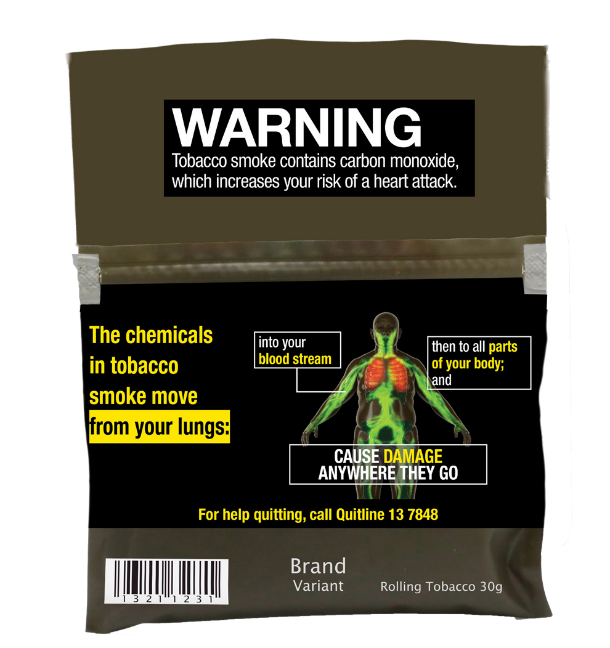 WARNING
Tobacco smoke contains carbon monoxide,
which increases your risk of a heart attack.
The chemicals
in tobacco
smoke move
from your lungs:
into your
blood stream
then to all parts
of your body;
and
CAUSE DAMAGE
ANYWHERE THEY GO
For help quitting, call Quitline 13 7848
13211231
Brand
Variant
Rolling Tobacco 30g